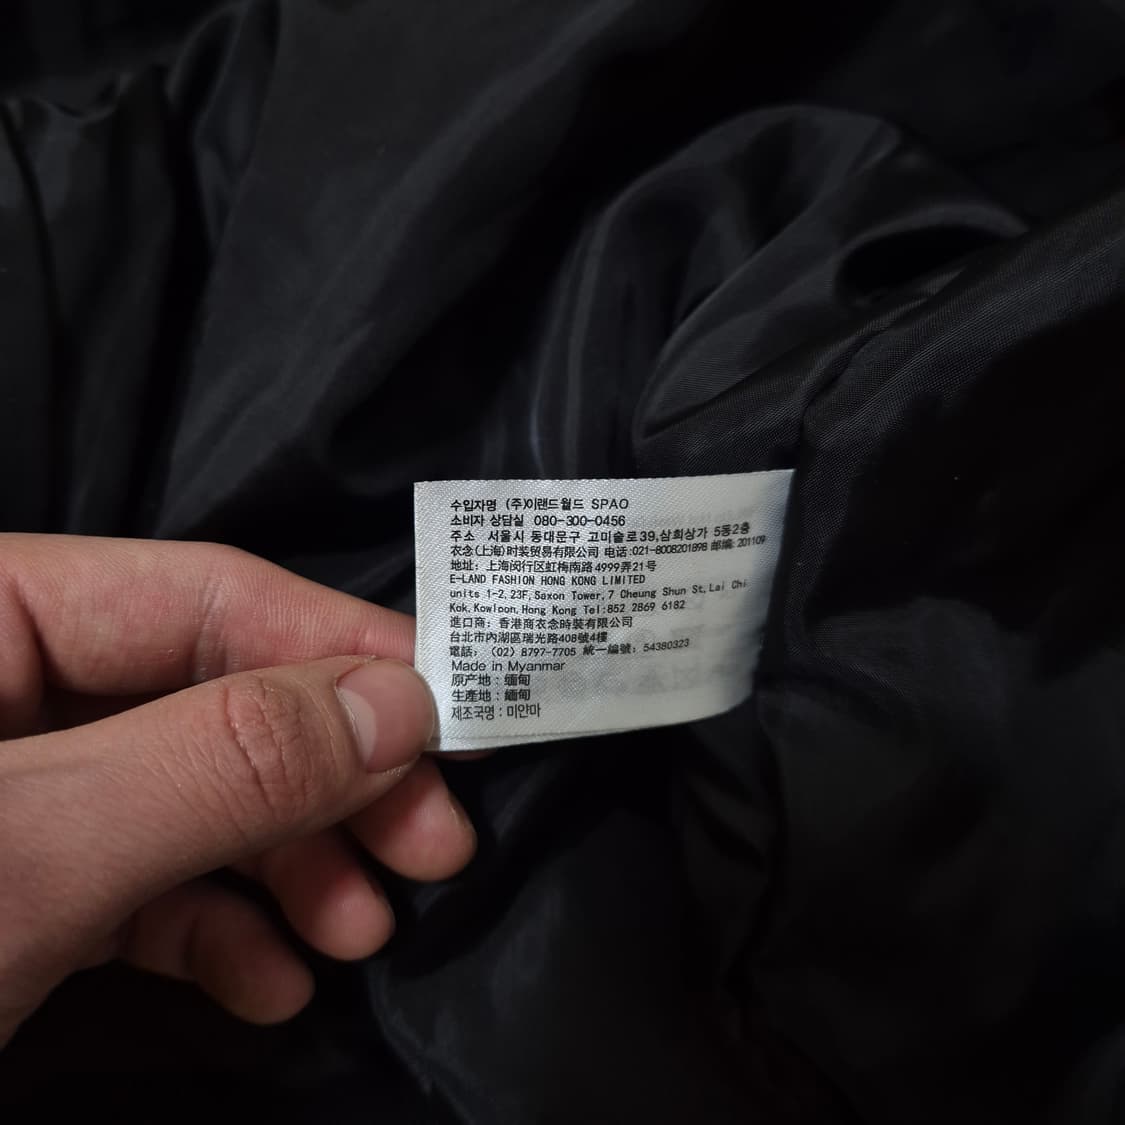 수입자명 (주)이랜드월드 SPAO
소비자 상담실 080-300-0456
주소 서울시 동대문구 고미술로39,삼희상가 5동2층
衣念(上海)时装贸易有限公司 电话:021-8008201898 邮编: 201109
地址: 上海闵行区虹梅南路4999弄21号
E-LAND FASHION HONG KONG LIMITED
units 1-2,23F,Saxon Tower,7 Cheung Shun St,Lai Chi
Kok,Kowloon,Hong Kong Tel:852 2869 6182
進口商: 香港商衣念時裝有限公司
台北市內湖區瑞光路408號4樓
電話: (02) 8797-7705 統一編號: 54380323
Made in Myanmar
原产地 : 缅甸
生產地 : 緬甸
제조국명 : 미얀마